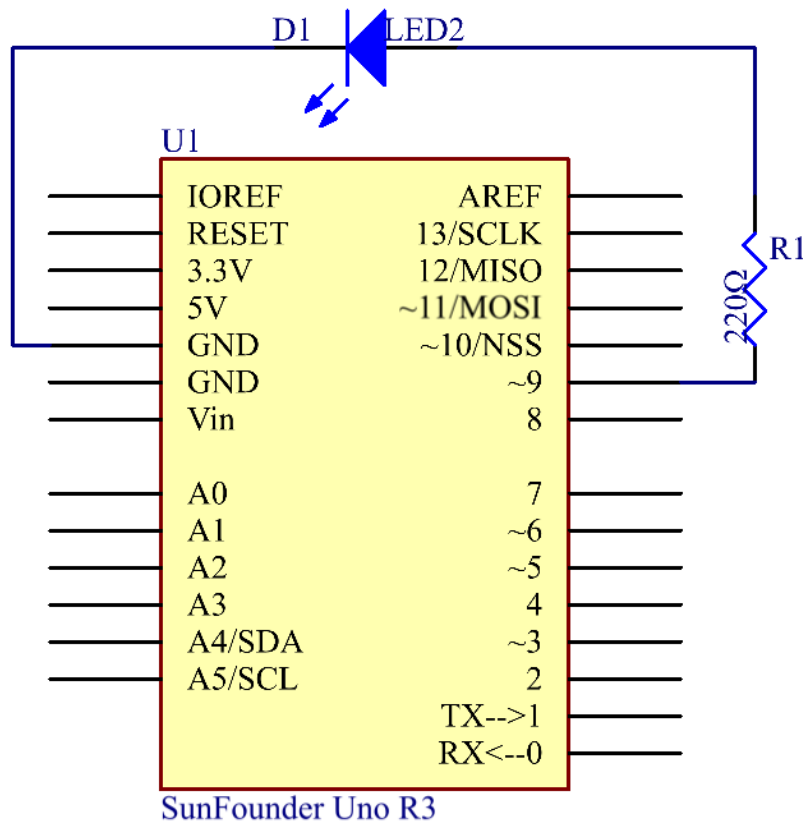 D1 LED2
U1
IOREF AREF
RESET 13/SCLK
3.3V 12/MISO
5V ~11/MOSI
GND ~10/NSS
GND ~9
Vin 8
A0 7
A1 ~6
A2 ~5
A3 4
A4/SDA ~3
A5/SCL 2
TX-->1
RX<--0
R1
220Ω
SunFounder Uno R3